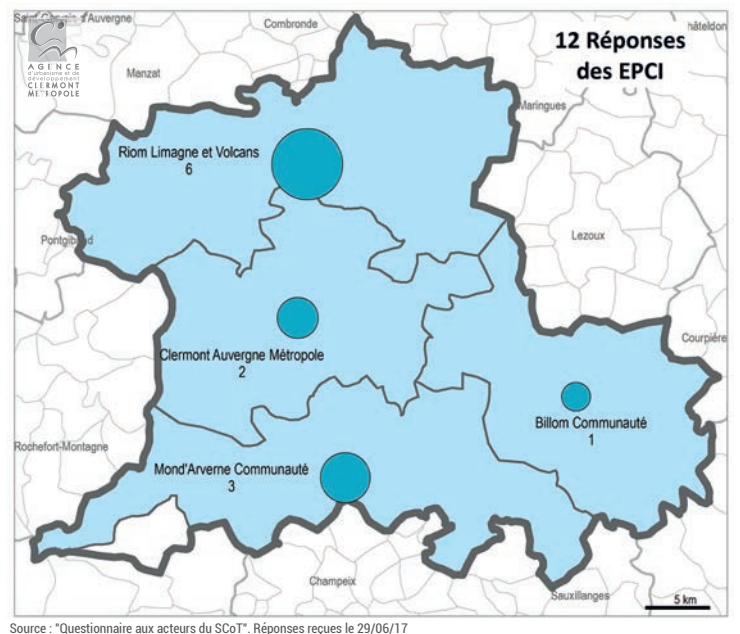 Saint-Georges d'Auvergne
Combronde
hâteldon
AGENCE
d'urbanisme et de
développement
CLERMONT
MÉTROPOLE
12 Réponses
des EPCI
Manzat
Maringues
Riom Limagne et Volcans
6
Pontgibaud
Lezoux
Clermont Auvergne Métropole
2
Courpière
Billom Communauté
1
Rochefort-Montagne
Mond'Arverne Communauté
3
Champeix
Sauxillanges
5 km
Source : "Questionnaire aux acteurs du SCoT". Réponses reçues le 29/06/17